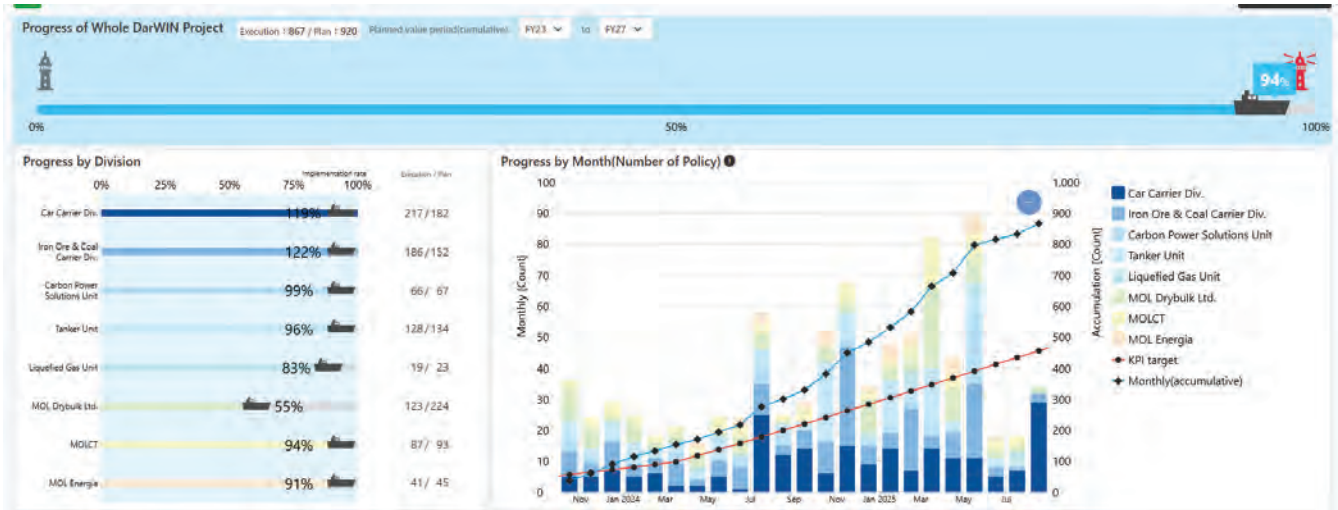 Progress of Whole DarWIN Project Execution : 867 / Plan : 920 Planned value period(cumulative) FY23 to FY27
94%
0% 50% 100%
Progress by Division
Implementation rate Execution / Plan
0% 25% 50% 75% 100%
Car Carrier Div. 119% 217/182
Iron Ore & Coal
Carrier Div. 122% 186/152
Carbon Power
Solutions Unit 99% 66/ 67
Tanker Unit 96% 128/134
Liquefied Gas Unit 83% 19/ 23
MOL Drybulk Ltd. 55% 123/224
MOLCT 94% 87/ 93
MOL Energia 91% 41/ 45
Progress by Month(Number of Policy)
Monthly [Count]
100
90
80
70
60
50
40
30
20
10
0
Nov Jan 2024 Mar May Jul Sep Nov Jan 2025 Mar May Jul
1,000
900
800
700
600
500
400
300
200
100
0
Accumulation [Count]
Car Carrier Div.
Iron Ore & Coal Carrier Div.
Carbon Power Solutions Unit
Tanker Unit
Liquefied Gas Unit
MOL Drybulk Ltd.
MOLCT
MOL Energia
KPI target
Monthly(accumulative)